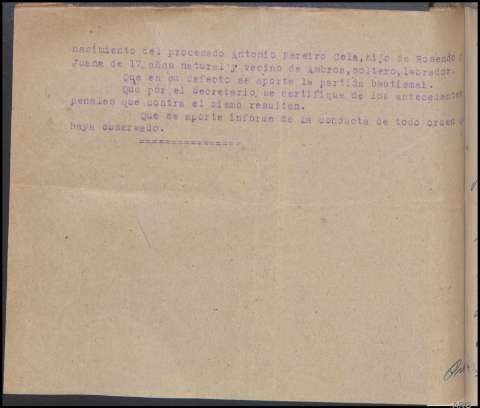 nacimiento del procesado Antonio Pereiro Cela, hijo de Rosendo
Juana de 17 años natural y vecino de Ambroa, soltero, labrador.
Que en su defecto se aporte la partida bautismal.
Que por el Secretario, se certifique de los antecedentes
penales que contra el mismo resulten.
Que se aporte informe de la conducta de todo orden
haya observado.
================